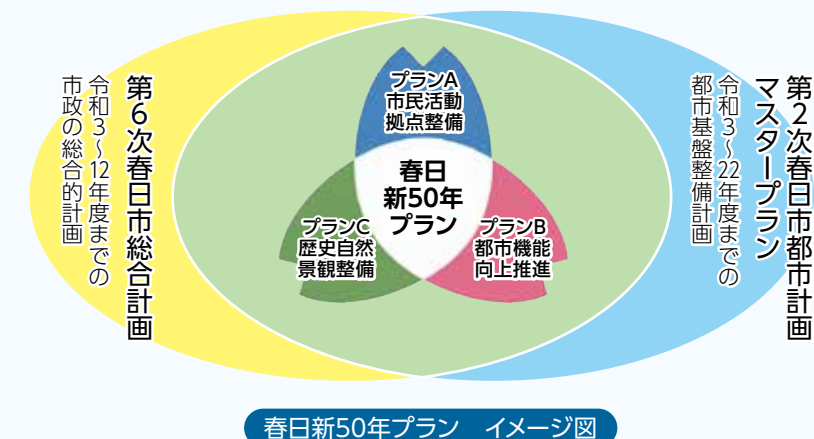 第6次春日市総合計画
令和3〜12年度までの
市政の総合的計画
プランA
市民活動
拠点整備
春日
新50年
プラン
プランC
歴史自然
景観整備
プランB
都市機能
向上推進
第2次春日市都市計画
マスタープラン
令和3〜22年度までの
都市基盤整備計画
春日新50年プラン　イメージ図